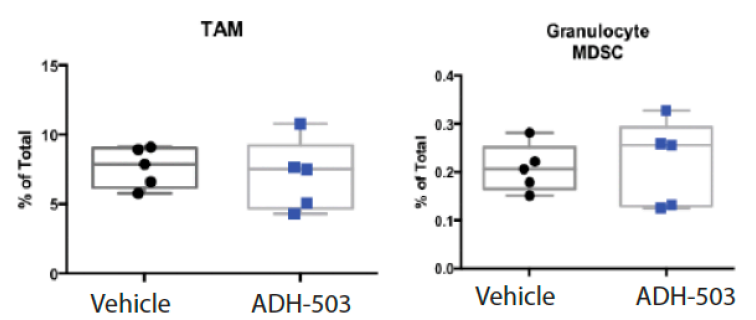 TAM
% of Total
15
10
5
0
Vehicle ADH-503
Granulocyte
MDSC
% of Total
0.4
0.3
0.2
0.1
0.0
Vehicle ADH-503